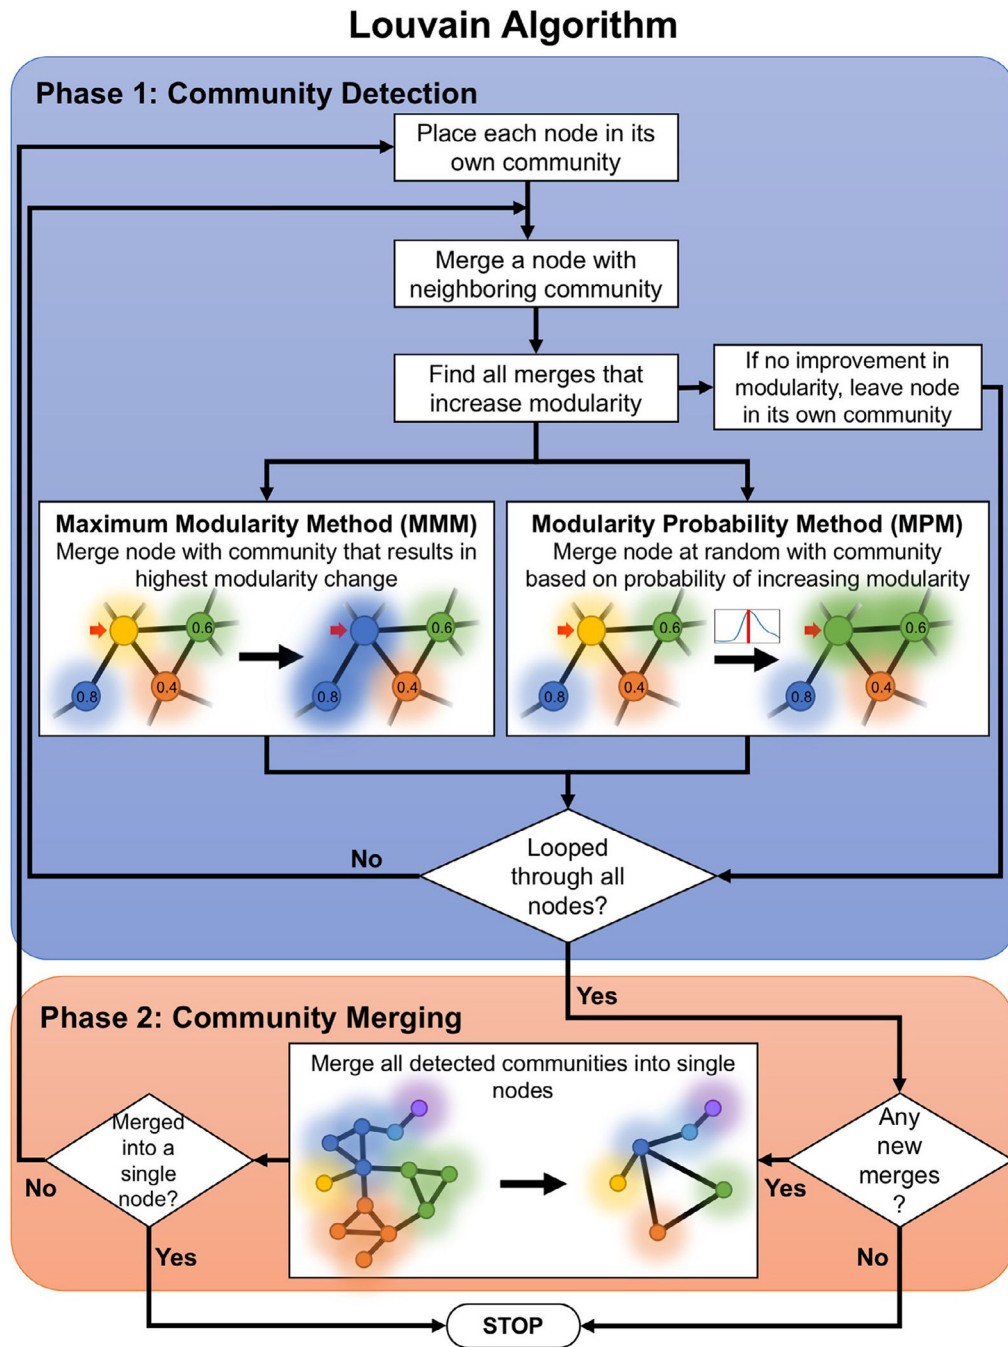 Louvain Algorithm
Phase 1: Community Detection
Place each node in its
own community
Merge a node with
neighboring community
Find all merges that
increase modularity
If no improvement in
modularity, leave node
in its own community
Maximum Modularity Method (MMM)
Merge node with community that results in
highest modularity change
0.6
0.8
0.4
0.6
0.8
0.4
Modularity Probability Method (MPM)
Merge node at random with community
based on probability of increasing modularity
0.6
0.8
0.4
0.6
0.8
0.4
Looped
through all
nodes?
No
Yes
Phase 2: Community Merging
Merge all detected communities into single
nodes
Merged
into a
single
node?
No
Yes
Any
new
merges
?
Yes
No
STOP